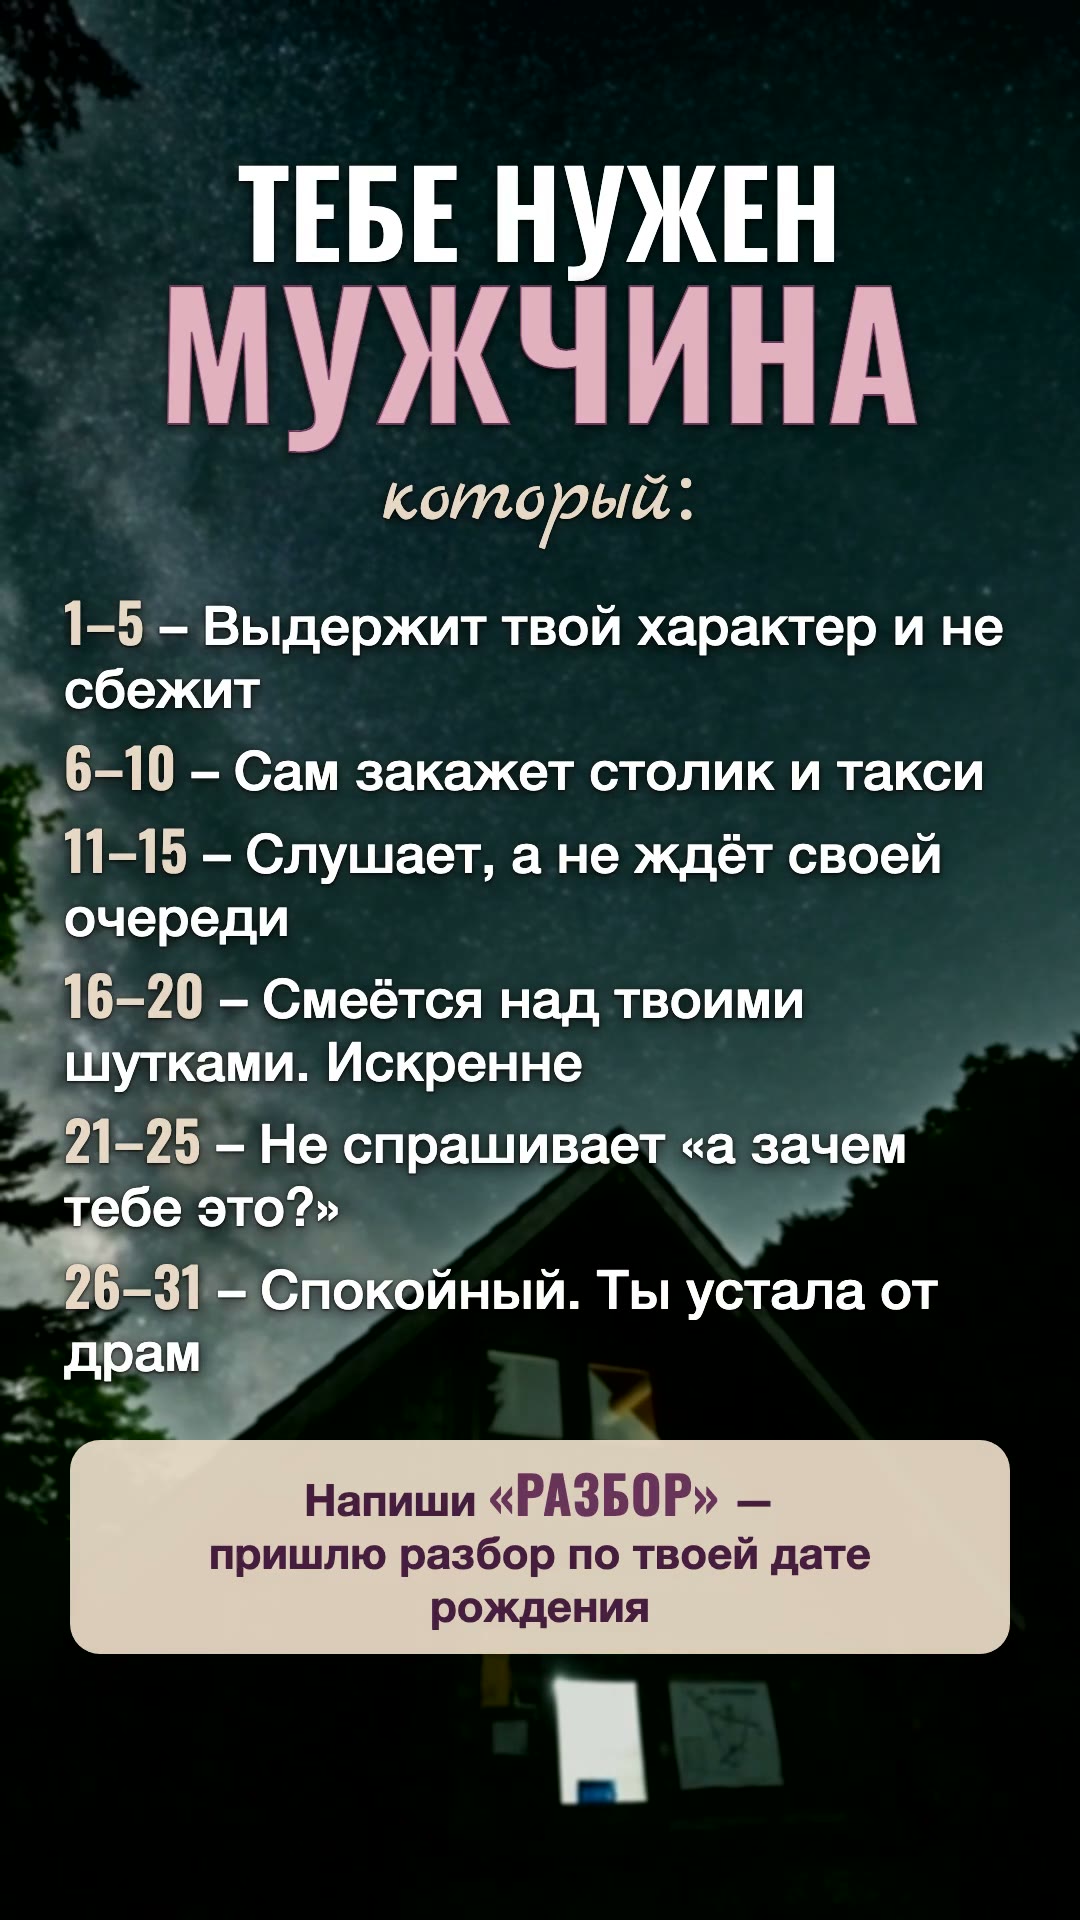 ТЕБЕ НУЖЕН
МУЖЧИНА
который:
1–5 – Выдержит твой характер и не
сбежит
6–10 – Сам закажет столик и такси
11–15 – Слушает, а не ждёт своей
очереди
16–20 – Смеётся над твоими
шутками. Искренне
21–25 – Не спрашивает «а зачем
тебе это?»
26–31 – Спокойный. Ты устала от
драм
Напиши «РАЗБОР» —
пришлю разбор по твоей дате
рождения